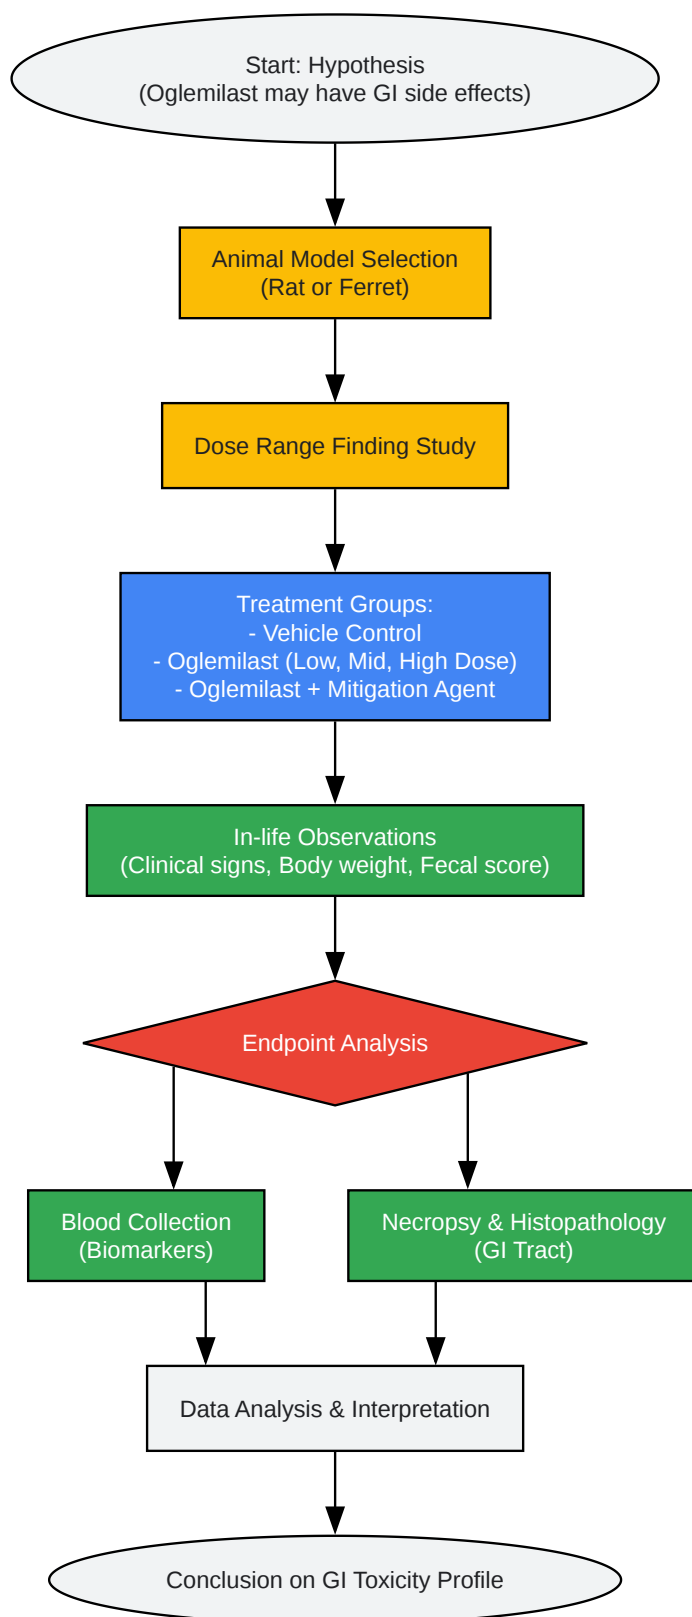 Start: Hypothesis
(Oglemilast may have GI side effects)
Animal Model Selection
(Rat or Ferret)
Dose Range Finding Study
Treatment Groups:
- Vehicle Control
- Oglemilast (Low, Mid, High Dose)
- Oglemilast + Mitigation Agent
In-life Observations
(Clinical signs, Body weight, Fecal score)
Endpoint Analysis
Blood Collection
(Biomarkers)
Necropsy & Histopathology
(GI Tract)
Data Analysis & Interpretation
Conclusion on GI Toxicity Profile